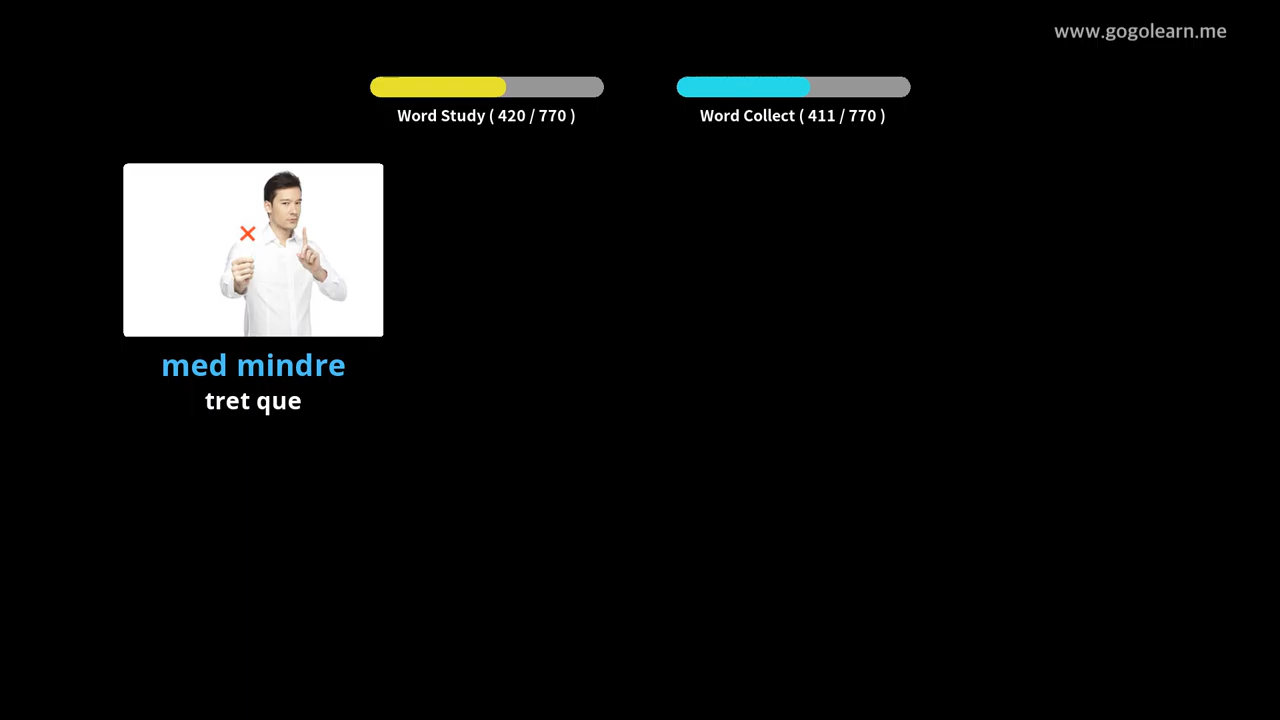 www.gogolearn.me
Word Study ( 420 / 770 )
Word Collect ( 411 / 770 )
med mindre
tret que